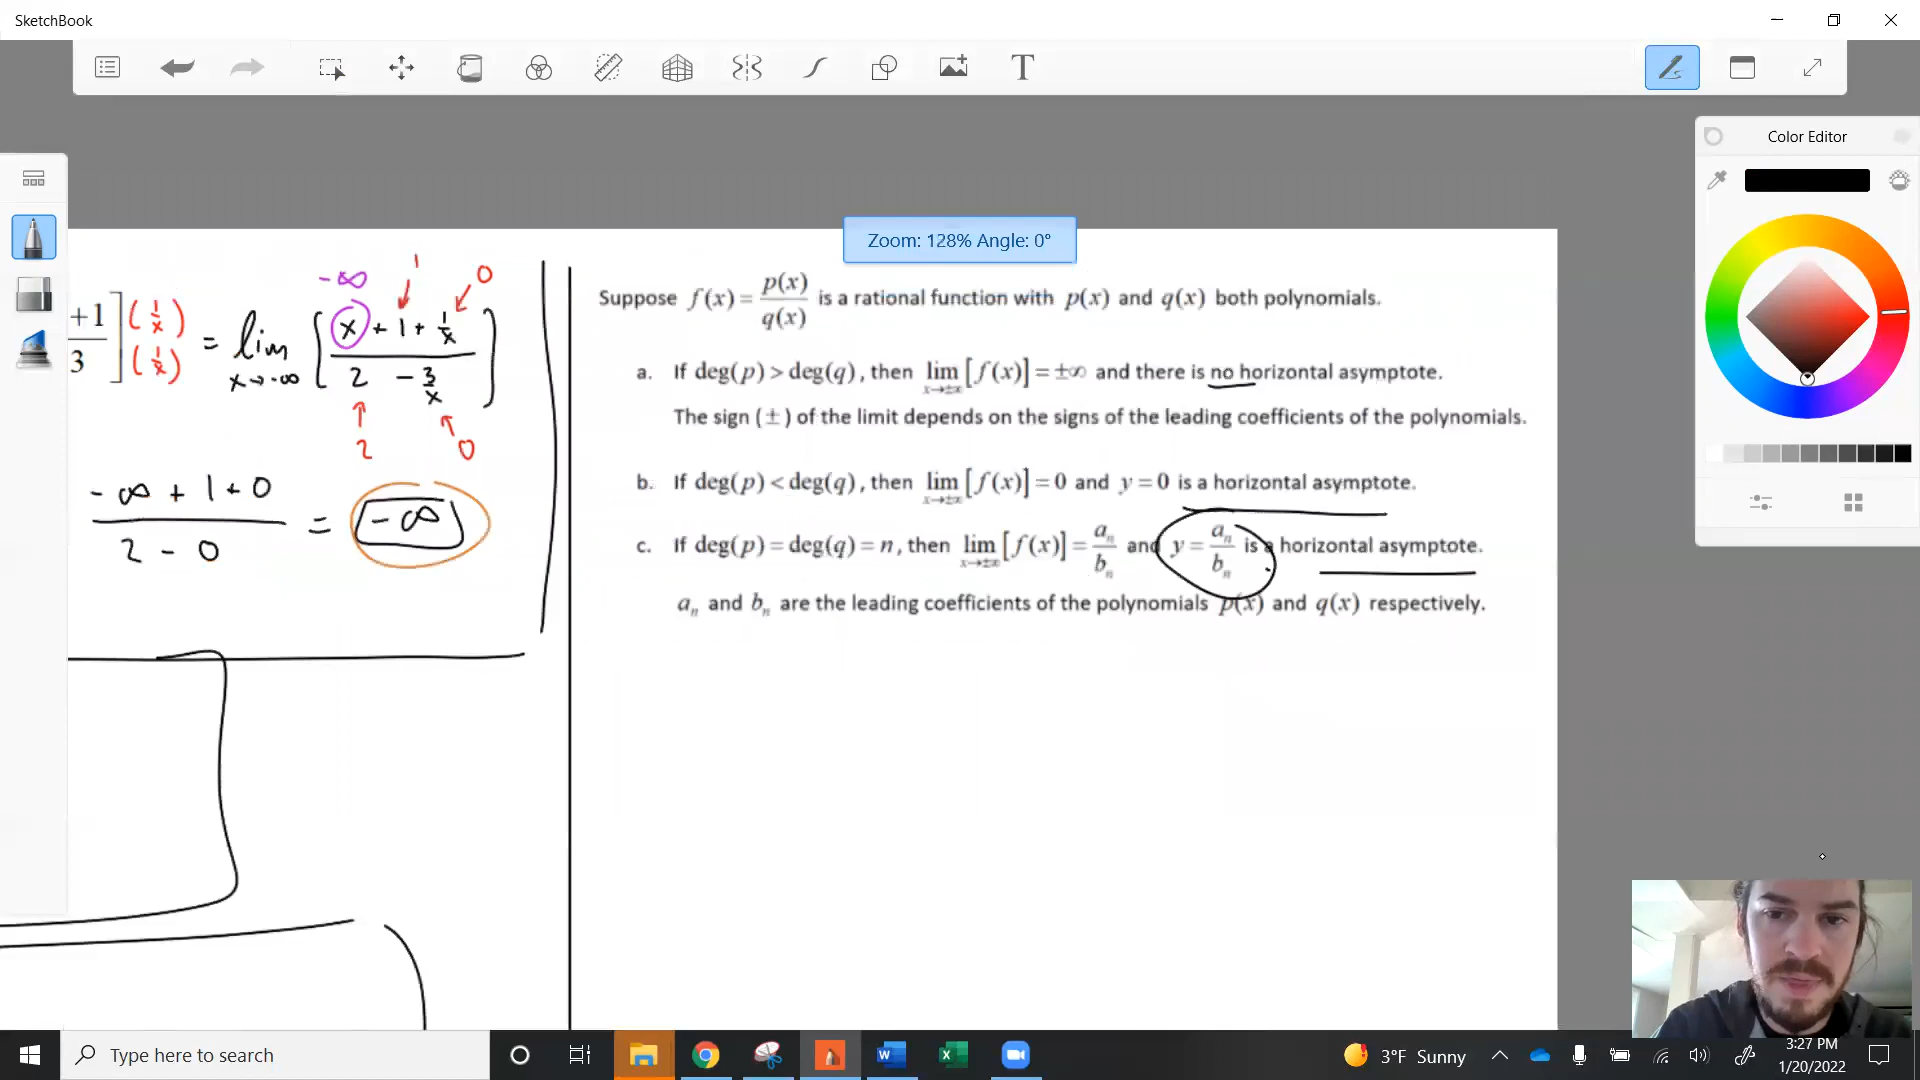 SketchBook
Zoom: 128% Angle: 0°
Color Editor
+1
3
(1/x)
(1/x)
= lim x→-∞ [ x + 1 + 1/x / 2 - 3/x ]
-∞
1
0
2
0
-∞ + 1 + 0 / 2 - 0 = -∞
Suppose f(x) = p(x)/q(x) is a rational function with p(x) and q(x) both polynomials.
a. If deg(p) > deg(q), then lim x→±∞ [f(x)] = ±∞ and there is no horizontal asymptote.
The sign (±) of the limit depends on the signs of the leading coefficients of the polynomials.
b. If deg(p) < deg(q), then lim x→±∞ [f(x)] = 0 and y = 0 is a horizontal asymptote.
c. If deg(p) = deg(q) = n, then lim x→±∞ [f(x)] = aₙ/bₙ and y = aₙ/bₙ is a horizontal asymptote.
aₙ and bₙ are the leading coefficients of the polynomials p(x) and q(x) respectively.
Type here to search
3°F Sunny
3:27 PM
1/20/2022